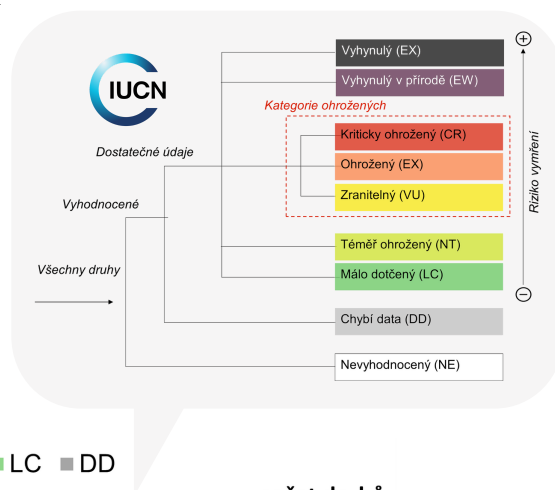 Vyhynulý (EX)
IUCN
Vyhynulý v přírodě (EW)
Kategorie ohrožených
Kriticky ohrožený (CR)
Dostatečné údaje
Ohrožený (EX)
Riziko vymření
Zranitelný (VU)
Vyhodnocené
Téměř ohrožený (NT)
Všechny druhy
Málo dotčený (LC)
Chybí data (DD)
Nevyhodnocený (NE)
LC DD